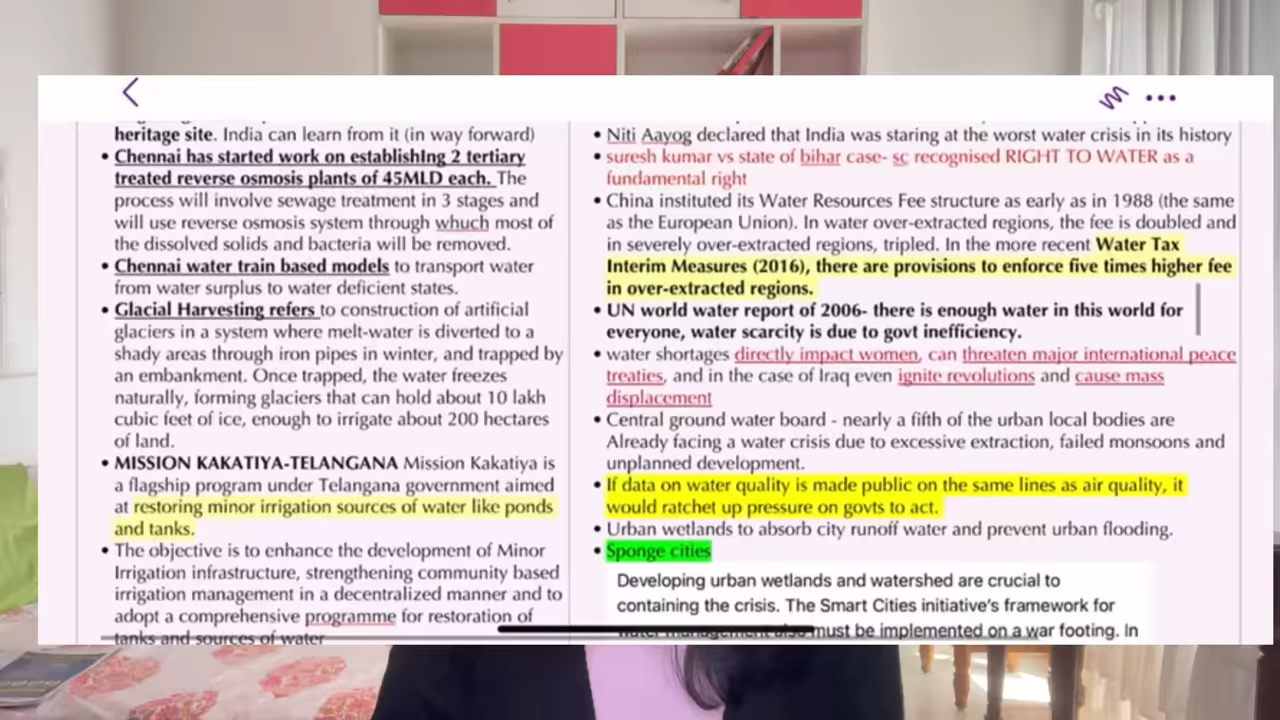 heritage site. India can learn from it (in way forward)
• Chennai has started work on establishIng 2 tertiary
treated reverse osmosis plants of 45MLD each. The
process will involve sewage treatment in 3 stages and
will use reverse osmosis system through whuch most of
the dissolved solids and bacteria will be removed.
• Chennai water train based models to transport water
from water surplus to water deficient states.
• Glacial Harvesting refers to construction of artificial
glaciers in a system where melt-water is diverted to a
shady areas through iron pipes in winter, and trapped by
an embankment. Once trapped, the water freezes
naturally, forming glaciers that can hold about 10 lakh
cubic feet of ice, enough to irrigate about 200 hectares
of land.
• MISSION KAKATIYA-TELANGANA Mission Kakatiya is
a flagship program under Telangana government aimed
at restoring minor irrigation sources of water like ponds
and tanks.
• The objective is to enhance the development of Minor
Irrigation infrastructure, strengthening community based
irrigation management in a decentralized manner and to
adopt a comprehensive programme for restoration of
tanks and sources of water
• Niti Aayog declared that India was staring at the worst water crisis in its history
• suresh kumar vs state of bihar case- sc recognised RIGHT TO WATER as a
fundamental right
• China instituted its Water Resources Fee structure as early as in 1988 (the same
as the European Union). In water over-extracted regions, the fee is doubled and
in severely over-extracted regions, tripled. In the more recent Water Tax
Interim Measures (2016), there are provisions to enforce five times higher fee
in over-extracted regions.
• UN world water report of 2006- there is enough water in this world for
everyone, water scarcity is due to govt inefficiency.
• water shortages directly impact women, can threaten major international peace
treaties, and in the case of Iraq even ignite revolutions and cause mass
displacement
• Central ground water board - nearly a fifth of the urban local bodies are
Already facing a water crisis due to excessive extraction, failed monsoons and
unplanned development.
• If data on water quality is made public on the same lines as air quality, it
would ratchet up pressure on govts to act.
• Urban wetlands to absorb city runoff water and prevent urban flooding.
• Sponge cities
Developing urban wetlands and watershed are crucial to
containing the crisis. The Smart Cities initiative's framework for
water management also must be implemented on a war footing. In